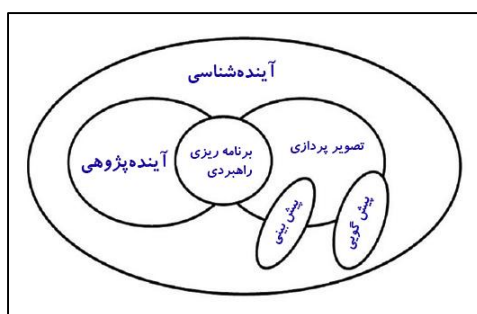 آینده‌شناسی
تصویر پردازی
برنامه ریزی
راهبردی
آینده‌پژوهی
پیش بینی
پیش گویی